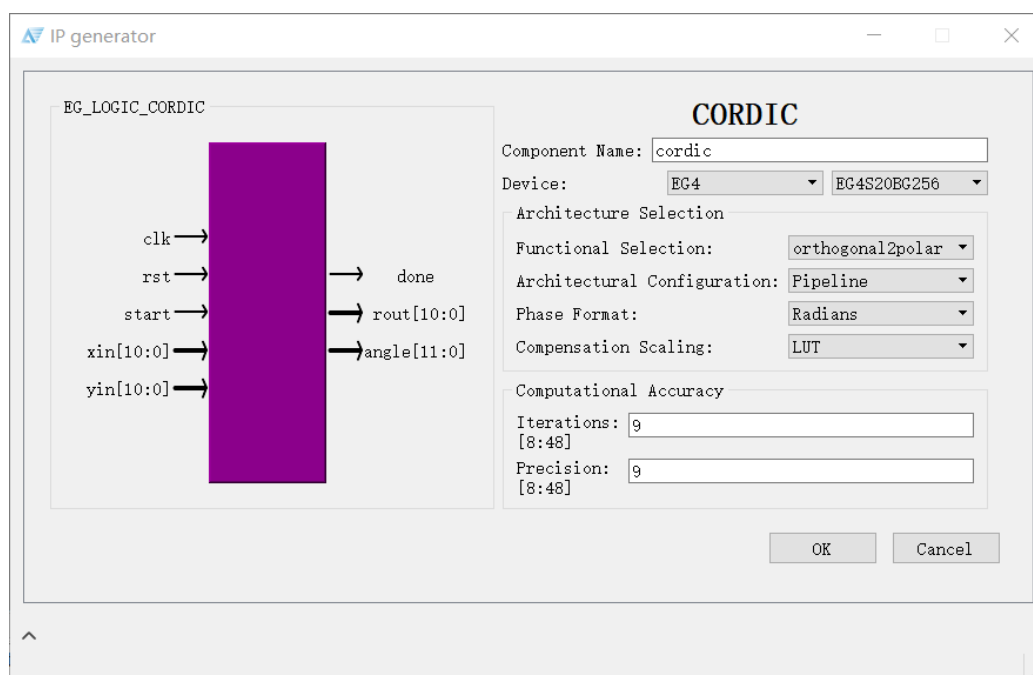 IP generator
EG_LOGIC_CORDIC
clk
rst
start
xin[10:0]
yin[10:0]
done
rout[10:0]
angle[11:0]
CORDIC
Component Name: cordic
Device: EG4 EG4S20BG256
Architecture Selection
Functional Selection: orthogonal2polar
Architectural Configuration: Pipeline
Phase Format: Radians
Compensation Scaling: LUT
Computational Accuracy
Iterations: 9
[8:48]
Precision: 9
[8:48]
OK Cancel